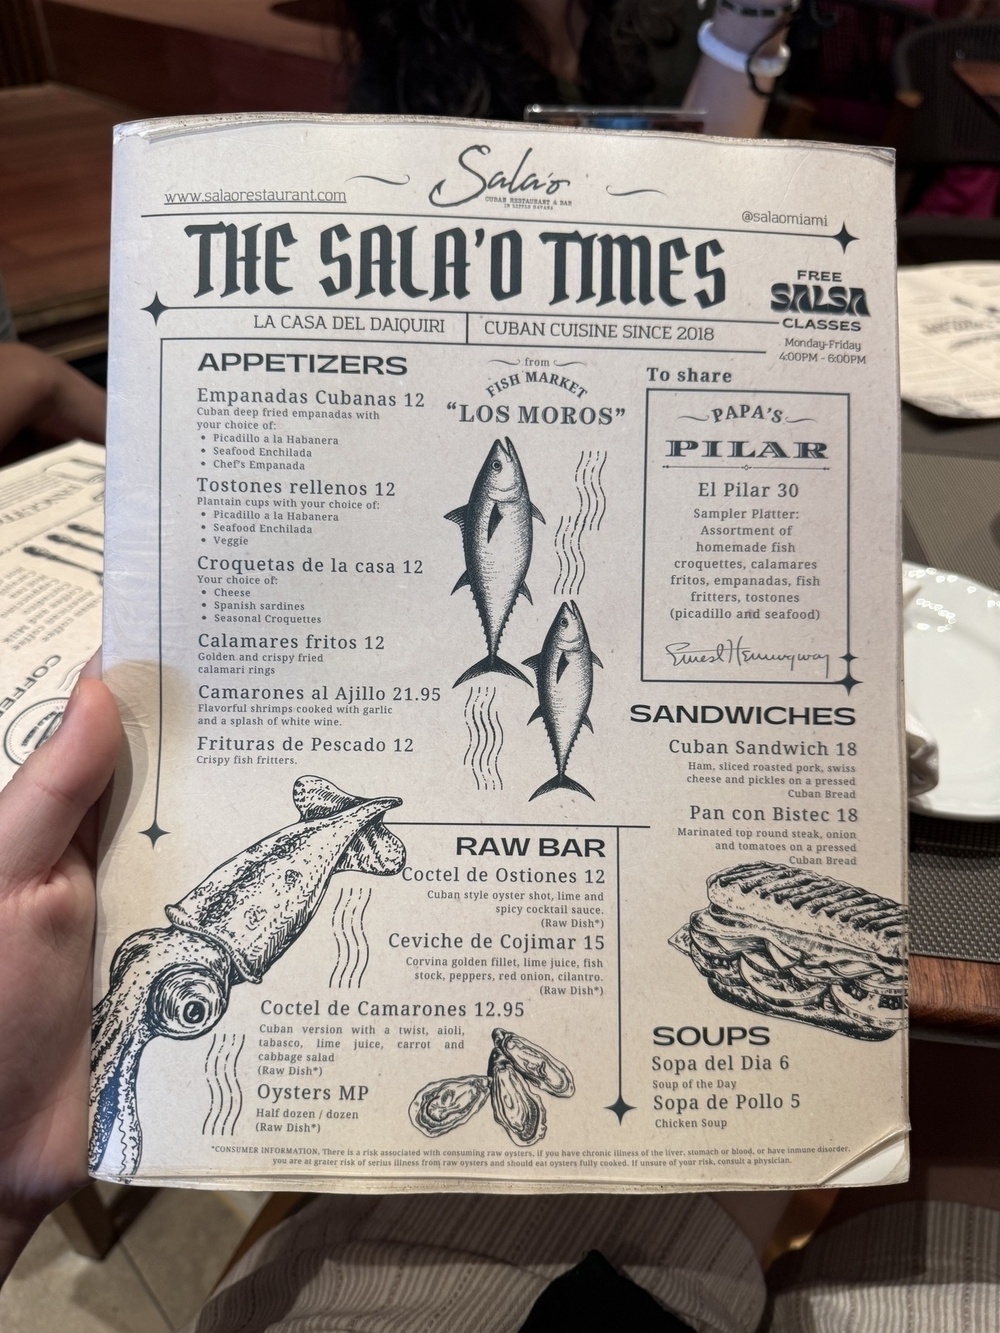 www.salaorestaurant.com
Sala'o
CUBAN RESTAURANT & BAR
IN LITTLE HAVANA
@salaomiami
THE SALA'O TIMES
FREE
SALSA
CLASSES
Monday-Friday
4:00PM - 6:00PM
LA CASA DEL DAIQUIRI
CUBAN CUISINE SINCE 2018
APPETIZERS
Empanadas Cubanas 12
Cuban deep fried empanadas with
your choice of:
• Picadillo a la Habanera
• Seafood Enchilada
• Chef's Empanada
Tostones rellenos 12
Plantain cups with your choice of:
• Picadillo a la Habanera
• Seafood Enchilada
• Veggie
Croquetas de la casa 12
Your choice of:
• Cheese
• Spanish sardines
• Seasonal Croquettes
Calamares fritos 12
Golden and crispy fried
calamari rings
Camarones al Ajillo 21.95
Flavorful shrimps cooked with garlic
and a splash of white wine.
Frituras de Pescado 12
Crispy fish fritters.
from
FISH MARKET
"LOS MOROS"
To share
PAPA'S
PILAR
El Pilar 30
Sampler Platter:
Assortment of
homemade fish
croquettes, calamares
fritos, empanadas, fish
fritters, tostones
(picadillo and seafood)
Ernest Hemingway
SANDWICHES
Cuban Sandwich 18
Ham, sliced roasted pork, swiss
cheese and pickles on a pressed
Cuban Bread
Pan con Bistec 18
Marinated top round steak, onion
and tomatoes on a pressed
Cuban Bread
RAW BAR
Coctel de Ostiones 12
Cuban style oyster shot, lime and
spicy cocktail sauce.
(Raw Dish*)
Ceviche de Cojimar 15
Corvina golden fillet, lime juice, fish
stock, peppers, red onion, cilantro.
(Raw Dish*)
Coctel de Camarones 12.95
Cuban version with a twist, aioli,
tabasco, lime juice, carrot and
cabbage salad
(Raw Dish*)
Oysters MP
Half dozen / dozen
(Raw Dish*)
SOUPS
Sopa del Dia 6
Soup of the Day
Sopa de Pollo 5
Chicken Soup
*CONSUMER INFORMATION, There is a risk associated with consuming raw oysters, if you have chronic illness of the liver, stomach or blood, or have inmune disorder,
you are at grater risk of serius illness from raw oysters and should eat oysters fully cooked. If unsure of your risk, consult a physician.